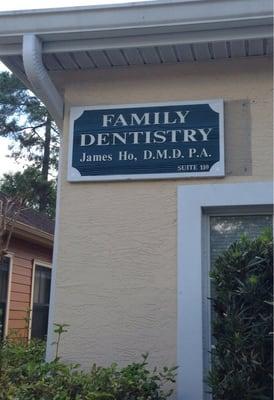 FAMILY
DENTISTRY
James Ho, D.M.D. P.A.
SUITE 110